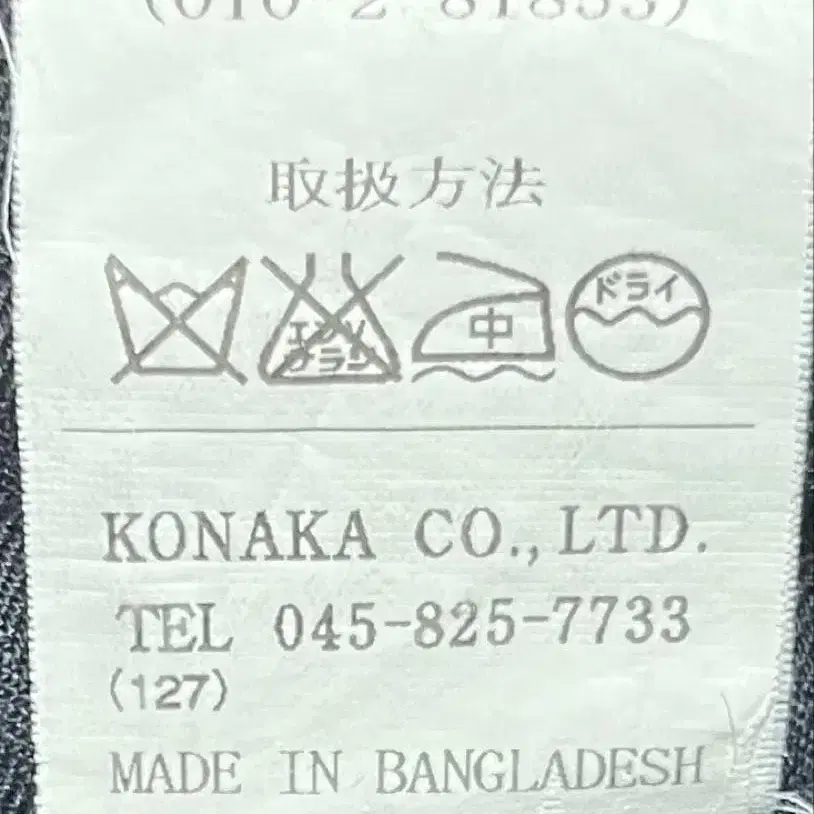 取扱方法
中
ドライ
KONAKA CO.,LTD.
TEL 045-825-7733
(127)
MADE IN BANGLADESH